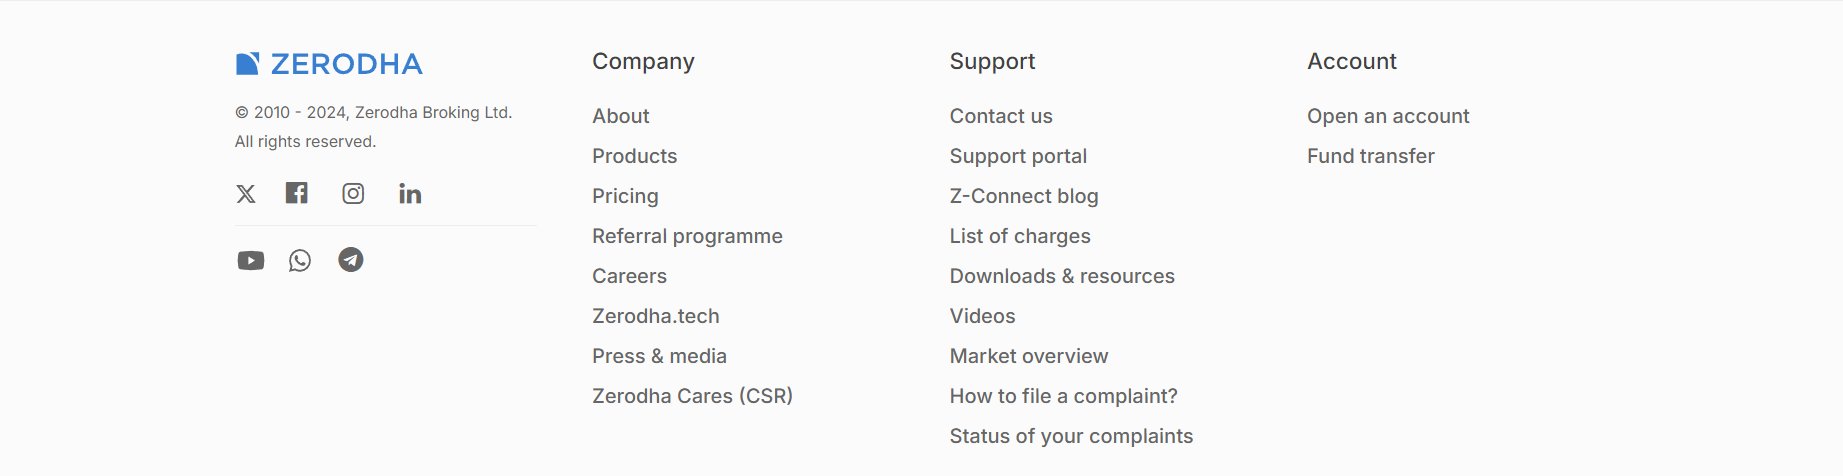 ZERODHA
© 2010 - 2024, Zerodha Broking Ltd.
All rights reserved.
Company
About
Products
Pricing
Referral programme
Careers
Zerodha.tech
Press & media
Zerodha Cares (CSR)
Support
Contact us
Support portal
Z-Connect blog
List of charges
Downloads & resources
Videos
Market overview
How to file a complaint?
Status of your complaints
Account
Open an account
Fund transfer